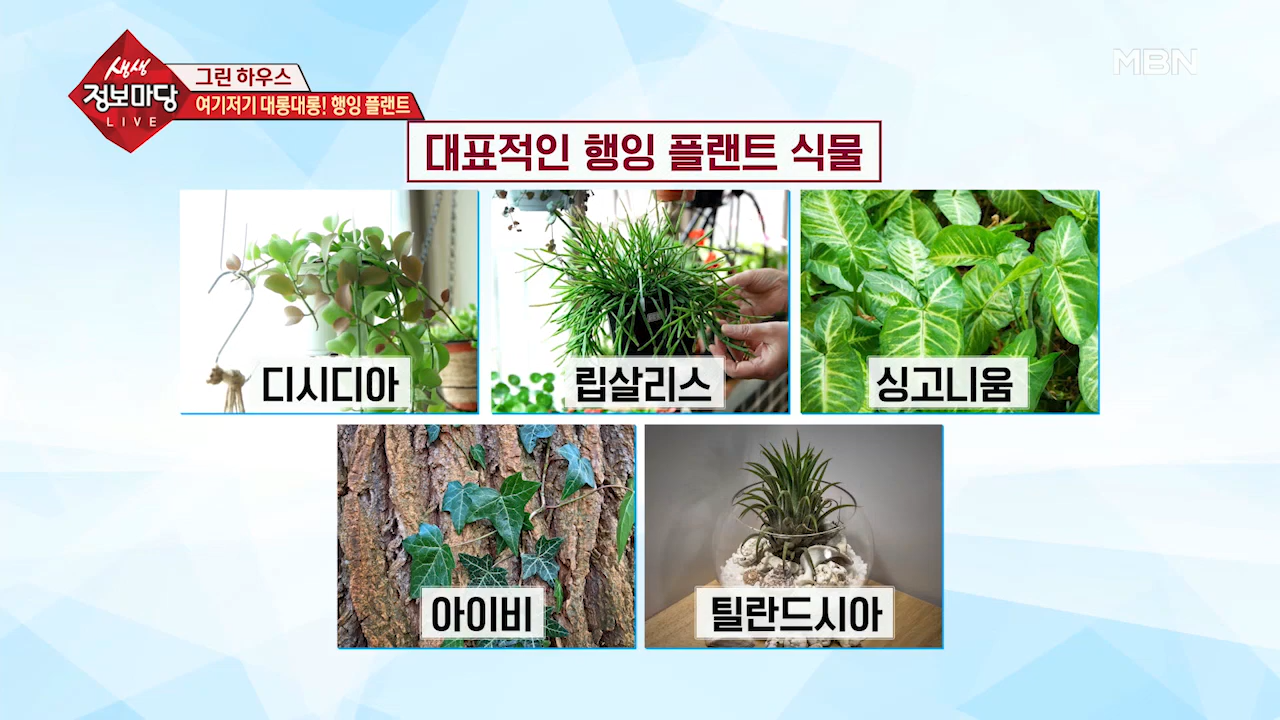 생생
정보마당
LIVE
그린 하우스
여기저기 대롱대롱! 행잉 플랜트
MBN
대표적인 행잉 플랜트 식물
디시디아
립살리스
싱고니움
아이비
틸란드시아